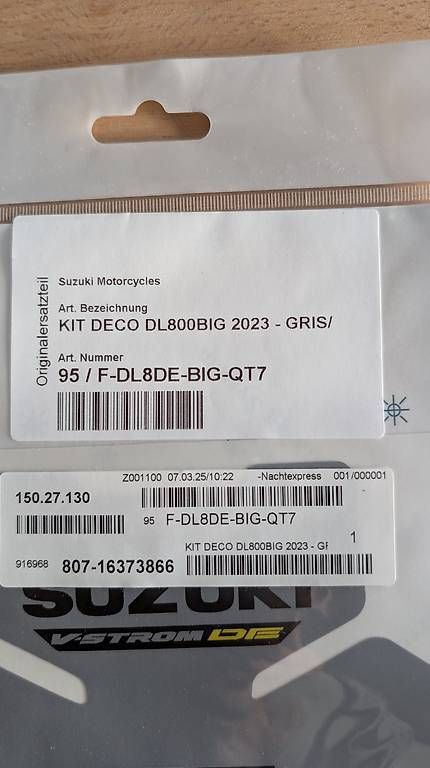 Originalersatzteil
Suzuki Motorcycles
Art. Bezeichnung
KIT DECO DL800BIG 2023 - GRIS/
Art. Nummer
95 / F-DL8DE-BIG-QT7
Z001100 07.03.25/10:22 -Nachtexpress 001/000001
150.27.130
95 F-DL8DE-BIG-QT7
KIT DECO DL800BIG 2023 - GF
1
916968 807-16373866
SUZUKI
V-STROM DE